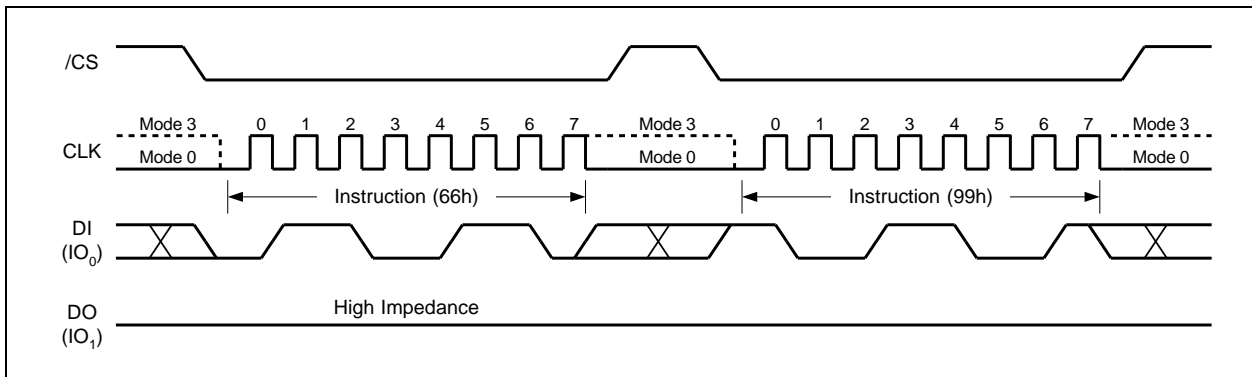 /CS
Mode 3 0 1 2 3 4 5 6 7 Mode 3 0 1 2 3 4 5 6 7 Mode 3
CLK Mode 0 Mode 0 Mode 0
Instruction (66h) Instruction (99h)
DI
(IO0)
High Impedance
DO
(IO1)